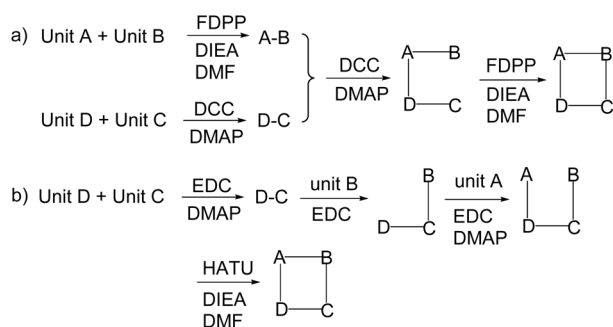 a) Unit A + Unit B FDPP DIEA DMF A-B
Unit D + Unit C DCC DMAP D-C
DCC DMAP A B D C
FDPP DIEA DMF A B D C
b) Unit D + Unit C EDC DMAP D-C unit B EDC B D C unit A EDC DMAP A B D C
HATU DIEA DMF A B D C